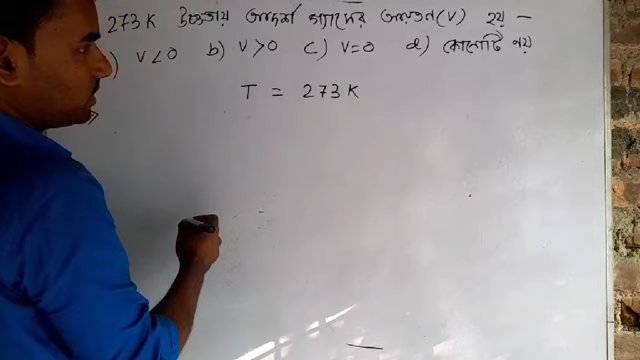 273 K উষ্ণতায় আদর্শ গ্যাসের আয়তন (V) হয় –
) V < 0 b) V > 0 c) V = 0 d) কোনোটি নয়
T = 273 K